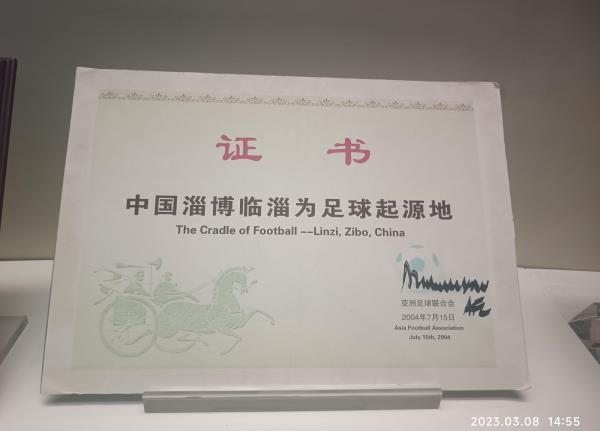 证 书
中国淄博临淄为足球起源地
The Cradle of Football --Linzi, Zibo, China
亚洲足球联合会
2004年7月15日
Asia Football Association
July 15th, 2004
2023.03.08 14:55